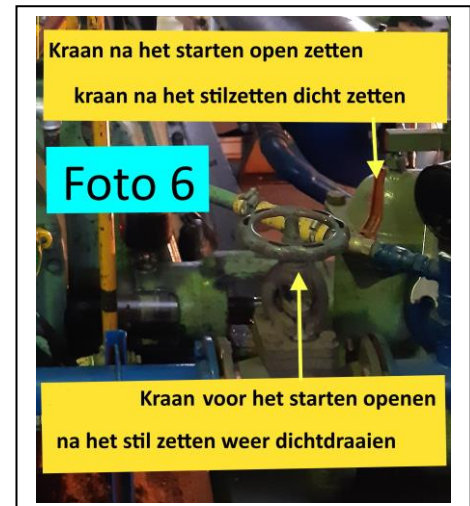 Kraan na het starten open zetten
kraan na het stilzetten dicht zetten
Foto 6
Kraan voor het starten openen
na het stil zetten weer dichtdraaien